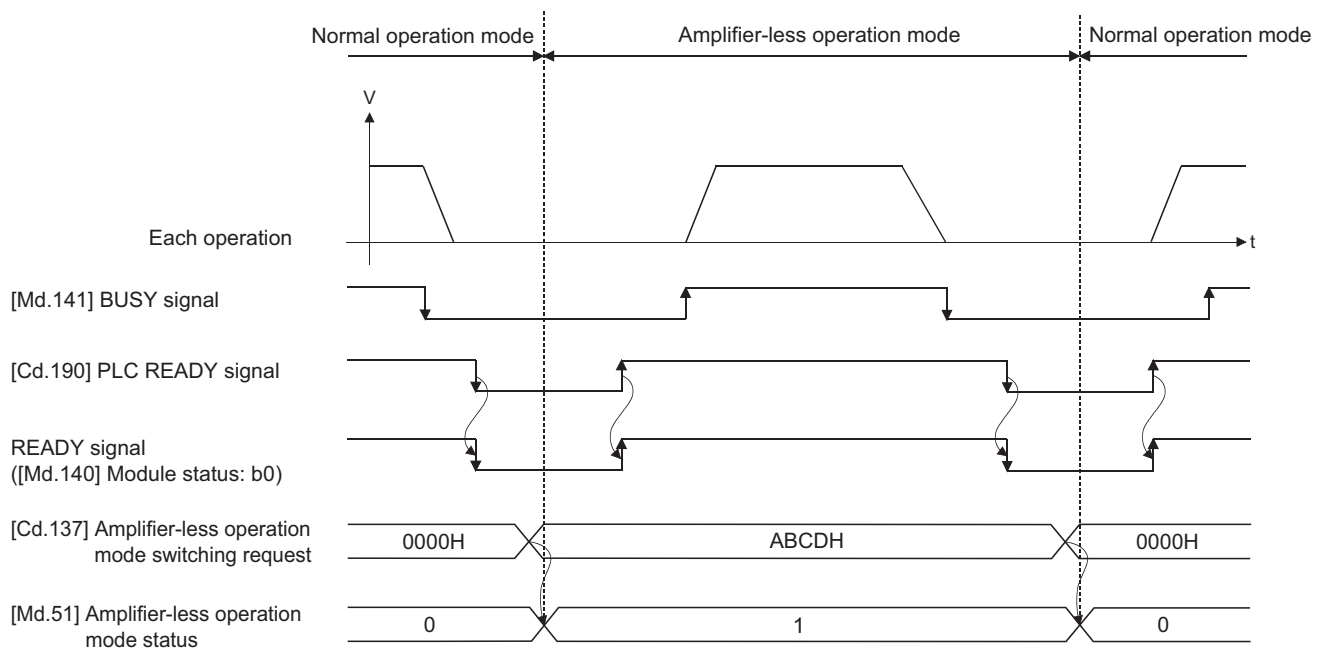 Normal operation mode
Amplifier-less operation mode
Normal operation mode
V
Each operation
t
[Md.141] BUSY signal
[Cd.190] PLC READY signal
READY signal
([Md.140] Module status: b0)
[Cd.137] Amplifier-less operation
mode switching request
0000H
ABCDH
0000H
[Md.51] Amplifier-less operation
mode status
0
1
0